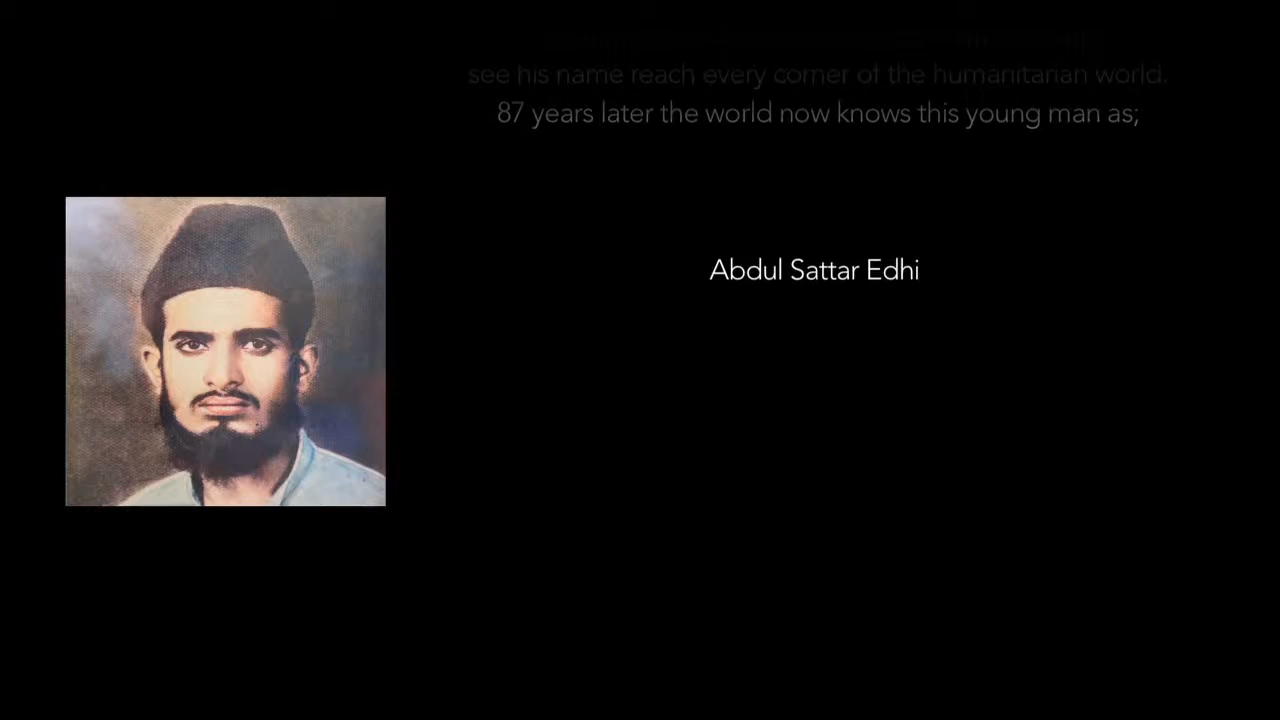 see his name reach every corner of the humanitarian world.
87 years later the world now knows this young man as;
Abdul Sattar Edhi